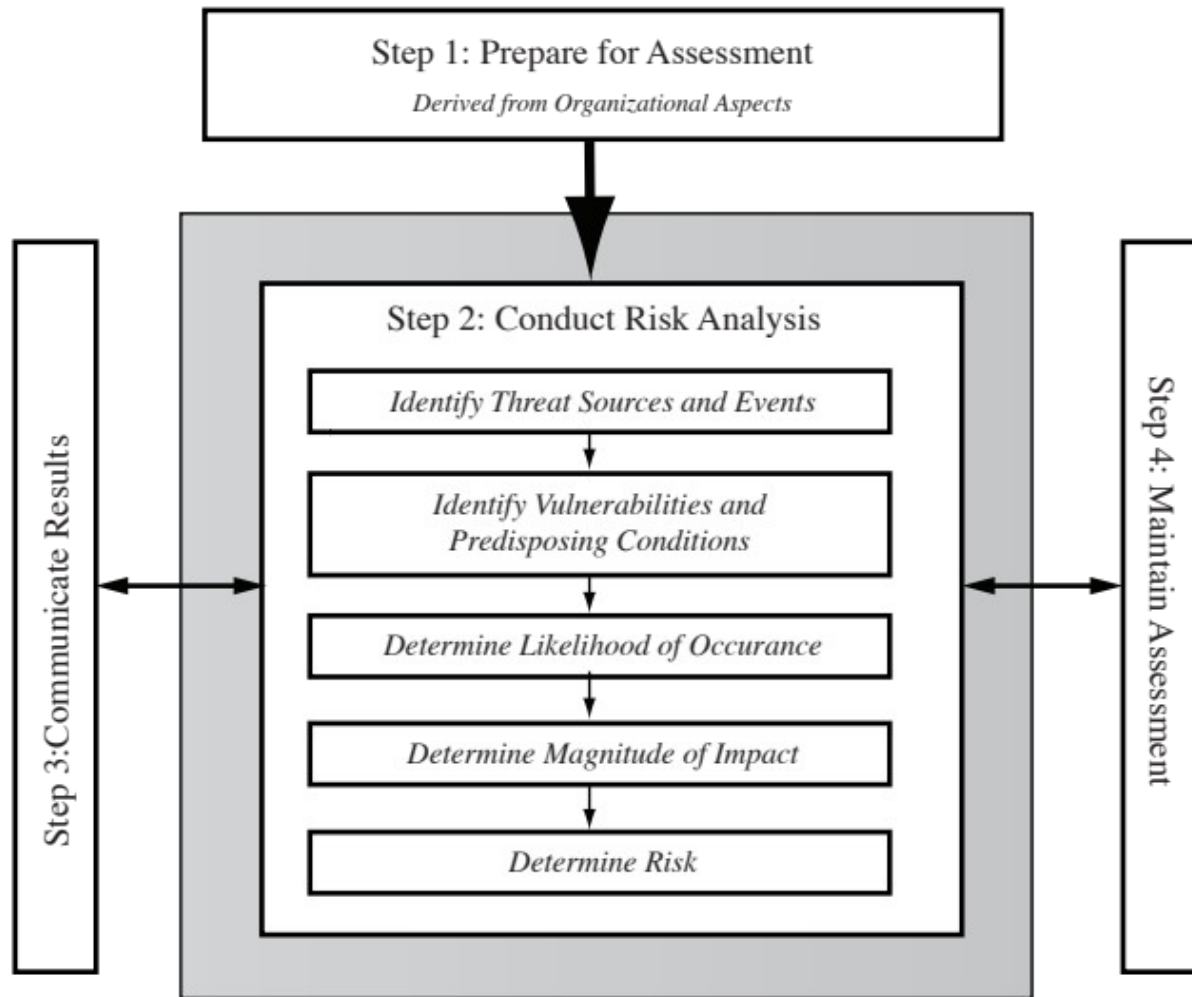 Step 1: Prepare for Assessment
Derived from Organizational Aspects
Step 2: Conduct Risk Analysis
Identify Threat Sources and Events
Identify Vulnerabilities and
Predisposing Conditions
Determine Likelihood of Occurance
Determine Magnitude of Impact
Determine Risk
Step 3:Communicate Results
Step 4: Maintain Assessment